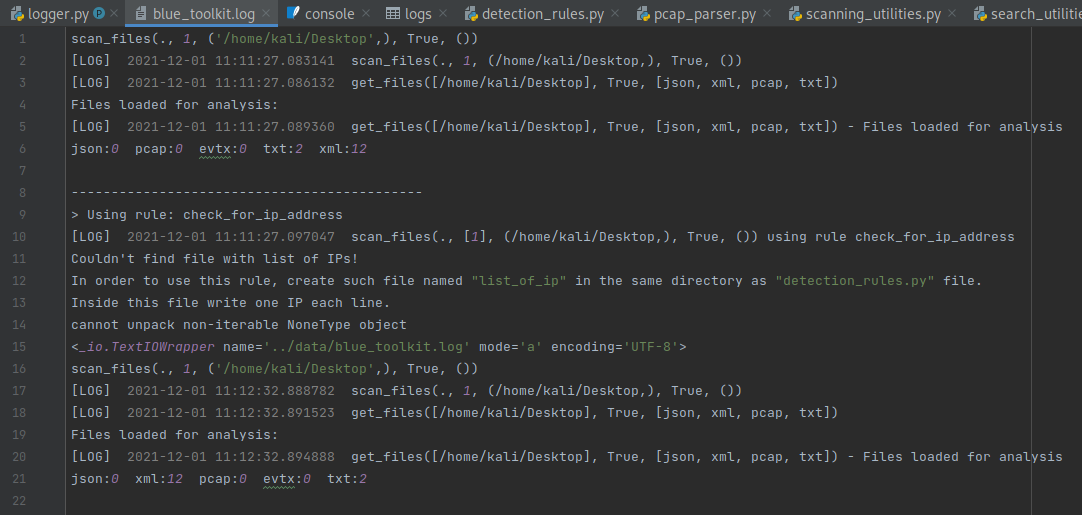 logger.py blue_toolkit.log console logs detection_rules.py pcap_parser.py scanning_utilities.py search_utilitie
1 scan_files(., 1, ('/home/kali/Desktop',), True, ())
2 [LOG]  2021-12-01 11:11:27.083141  scan_files(., 1, (/home/kali/Desktop,), True, ())
3 [LOG]  2021-12-01 11:11:27.086132  get_files([/home/kali/Desktop], True, [json, xml, pcap, txt])
4 Files loaded for analysis:
5 [LOG]  2021-12-01 11:11:27.089360  get_files([/home/kali/Desktop], True, [json, xml, pcap, txt]) - Files loaded for analysis
6 json:0  pcap:0  evtx:0  txt:2  xml:12
7
8 --------------------------------------------
9 > Using rule: check_for_ip_address
10 [LOG]  2021-12-01 11:11:27.097047  scan_files(., [1], (/home/kali/Desktop,), True, ()) using rule check_for_ip_address
11 Couldn't find file with list of IPs!
12 In order to use this rule, create such file named "list_of_ip" in the same directory as "detection_rules.py" file.
13 Inside this file write one IP each line.
14 cannot unpack non-iterable NoneType object
15 <_io.TextIOWrapper name='../data/blue_toolkit.log' mode='a' encoding='UTF-8'>
16 scan_files(., 1, ('/home/kali/Desktop',), True, ())
17 [LOG]  2021-12-01 11:12:32.888782  scan_files(., 1, (/home/kali/Desktop,), True, ())
18 [LOG]  2021-12-01 11:12:32.891523  get_files([/home/kali/Desktop], True, [json, xml, pcap, txt])
19 Files loaded for analysis:
20 [LOG]  2021-12-01 11:12:32.894888  get_files([/home/kali/Desktop], True, [json, xml, pcap, txt]) - Files loaded for analysis
21 json:0  xml:12  pcap:0  evtx:0  txt:2
22